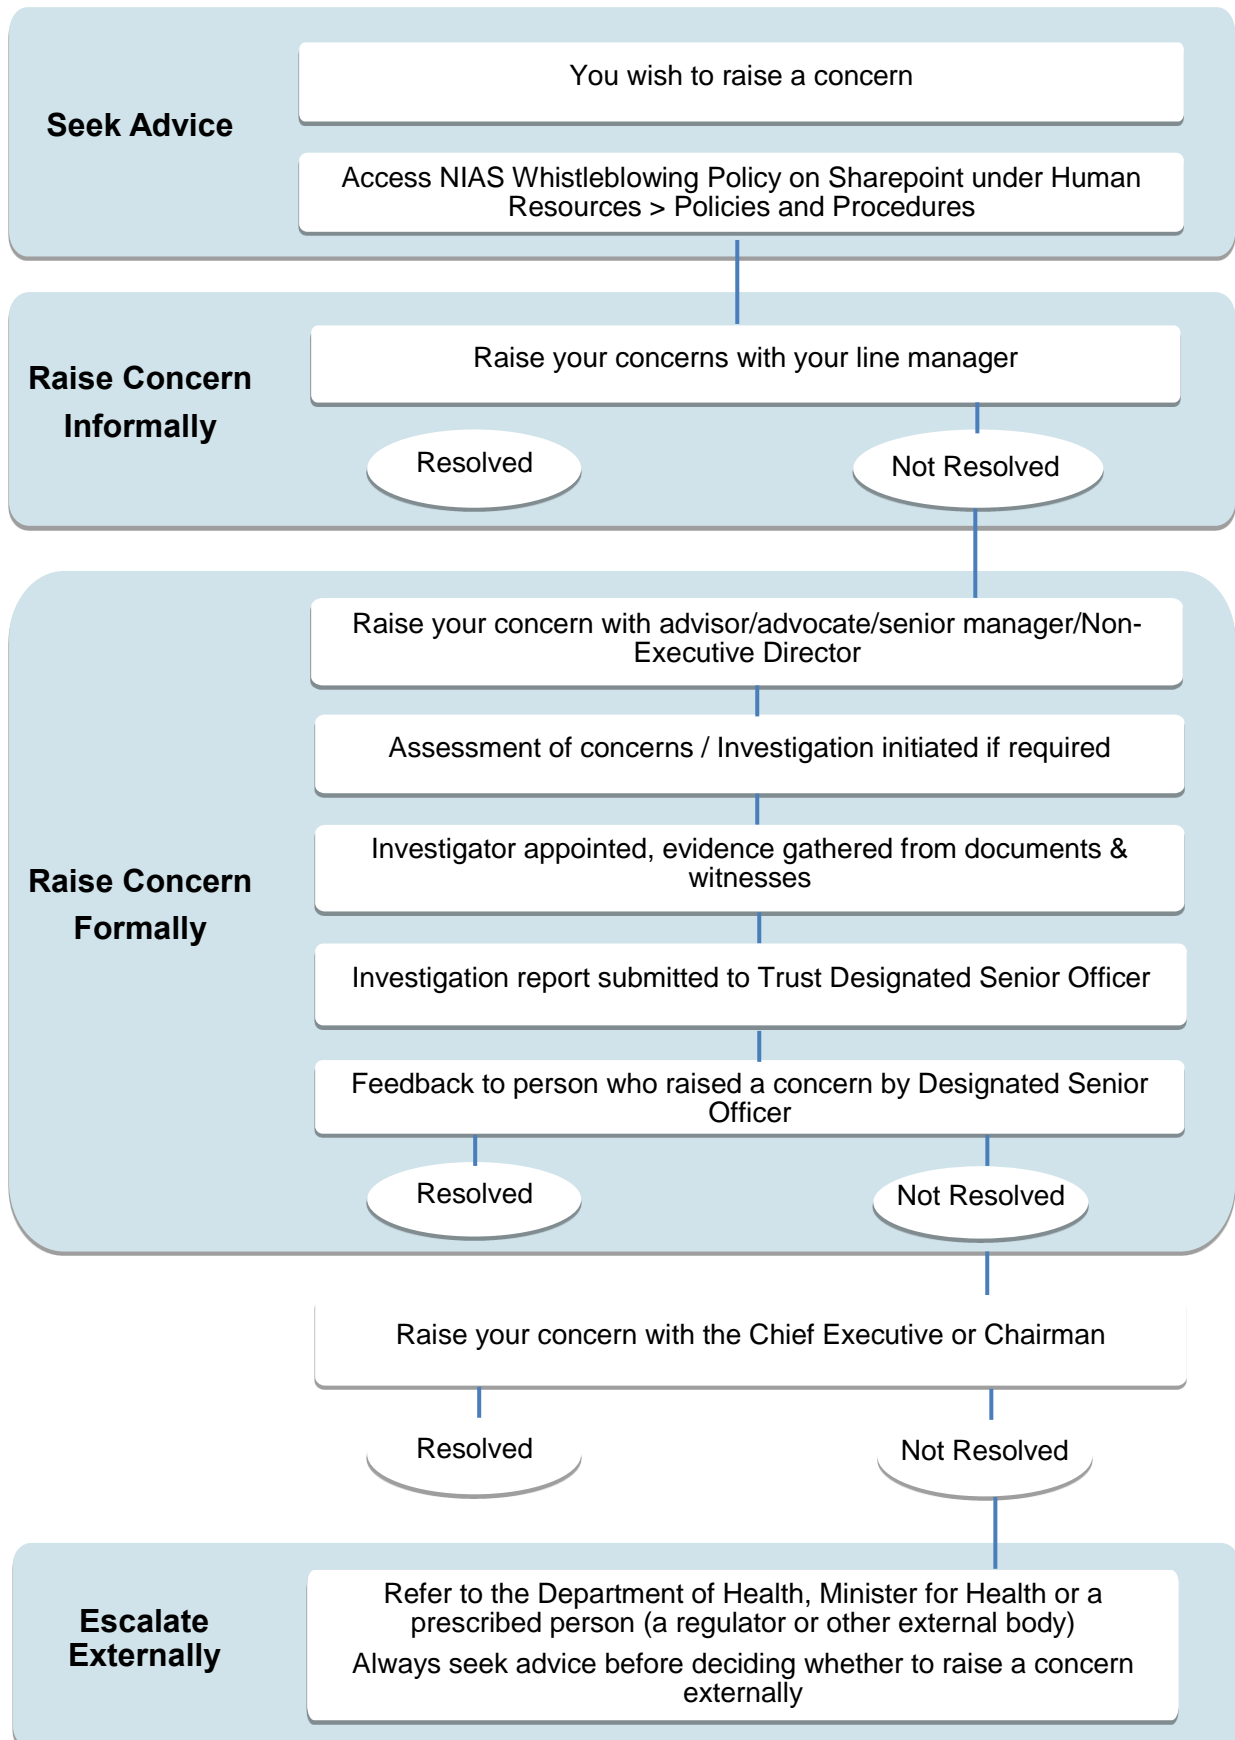 Seek Advice
You wish to raise a concern
Access NIAS Whistleblowing Policy on Sharepoint under Human
Resources > Policies and Procedures
Raise Concern
Informally
Raise your concerns with your line manager
Resolved
Not Resolved
Raise Concern
Formally
Raise your concern with advisor/advocate/senior manager/Non-
Executive Director
Assessment of concerns / Investigation initiated if required
Investigator appointed, evidence gathered from documents &
witnesses
Investigation report submitted to Trust Designated Senior Officer
Feedback to person who raised a concern by Designated Senior
Officer
Resolved
Not Resolved
Raise your concern with the Chief Executive or Chairman
Resolved
Not Resolved
Escalate
Externally
Refer to the Department of Health, Minister for Health or a
prescribed person (a regulator or other external body)
Always seek advice before deciding whether to raise a concern
externally